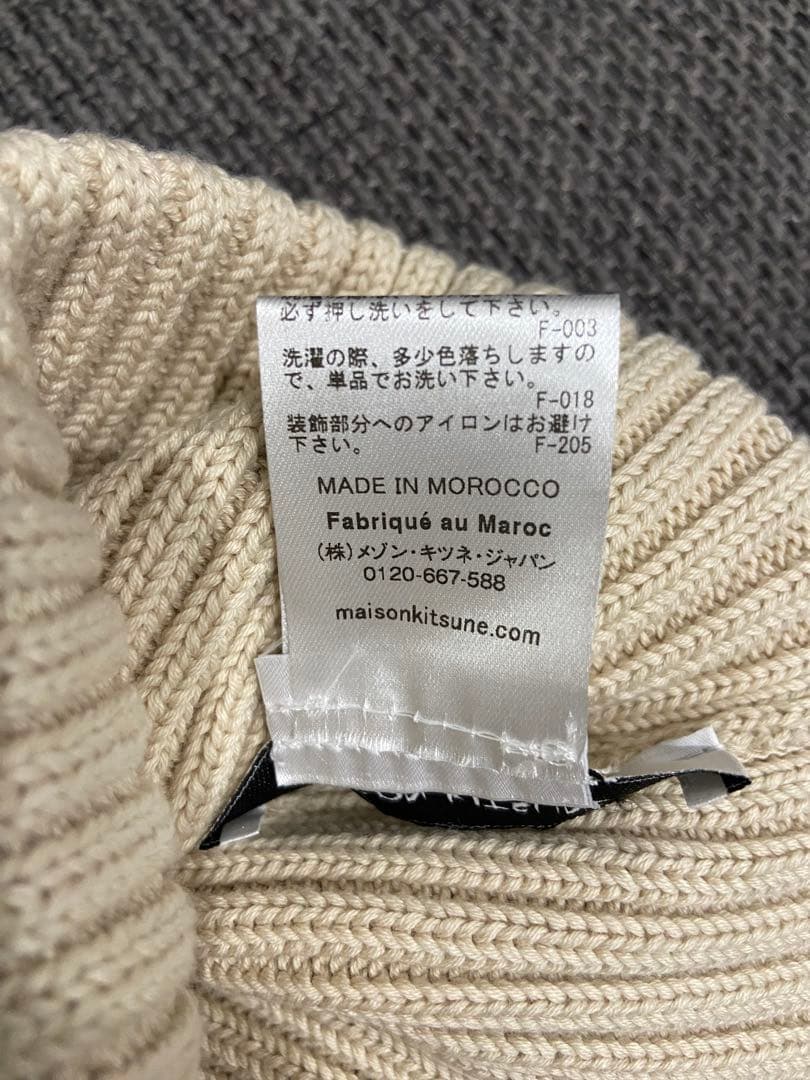 必ず押し洗いをして下さい。
F-003
洗濯の際、多少色落ちしますの
で、単品でお洗い下さい。
F-018
装飾部分へのアイロンはお避け
下さい。
F-205
MADE IN MOROCCO
Fabriqué au Maroc
(株)メゾン・キツネ・ジャパン
0120-667-588
maisonkitsune.com